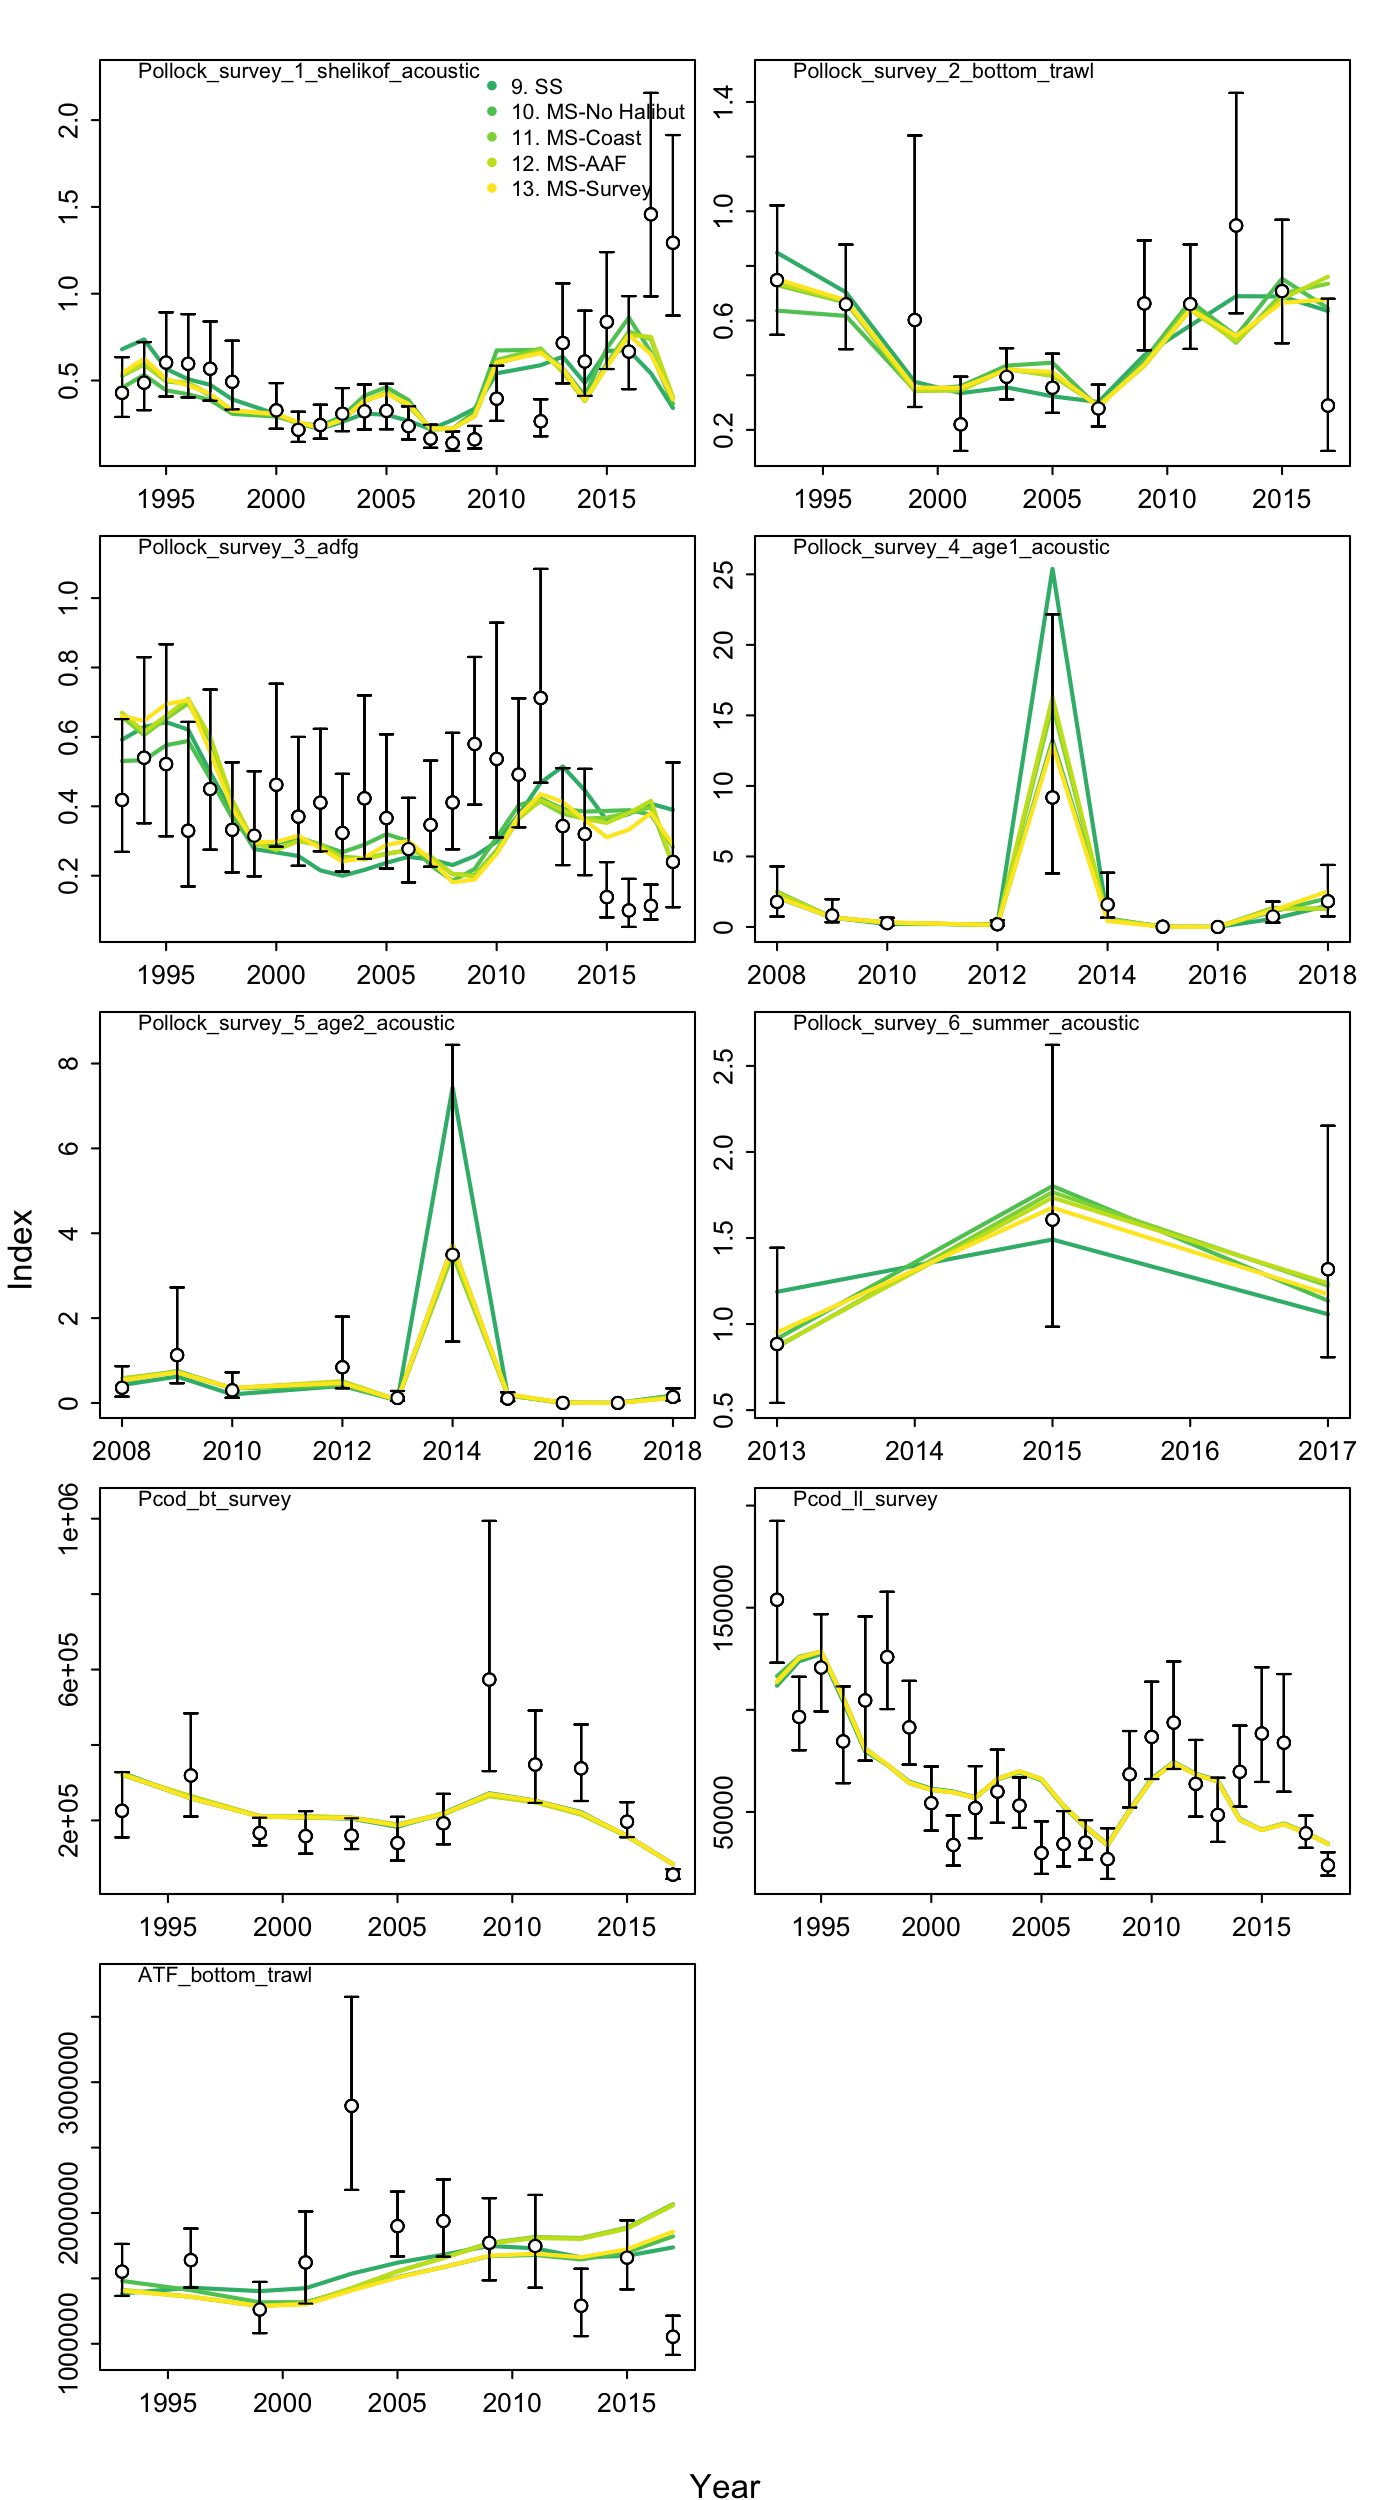 Pollock_survey_1_shelikof_acoustic
9. SS
10. MS-No Halibut
11. MS-Coast
12. MS-AAF
13. MS-Survey
0.5 1.0 1.5 2.0
1995 2000 2005 2010 2015
Pollock_survey_2_bottom_trawl
0.2 0.6 1.0 1.4
1995 2000 2005 2010 2015
Pollock_survey_3_adfg
0.2 0.4 0.6 0.8 1.0
1995 2000 2005 2010 2015
Pollock_survey_4_age1_acoustic
0 5 10 15 20 25
2008 2010 2012 2014 2016 2018
Pollock_survey_5_age2_acoustic
0 2 4 6 8
2008 2010 2012 2014 2016 2018
Pollock_survey_6_summer_acoustic
0.5 1.0 1.5 2.0 2.5
2013 2014 2015 2016 2017
Index
Pcod_bt_survey
2e+05 6e+05 1e+06
1995 2000 2005 2010 2015
Pcod_ll_survey
50000 150000
1995 2000 2005 2010 2015
ATF_bottom_trawl
1000000 2000000 3000000
1995 2000 2005 2010 2015
Year